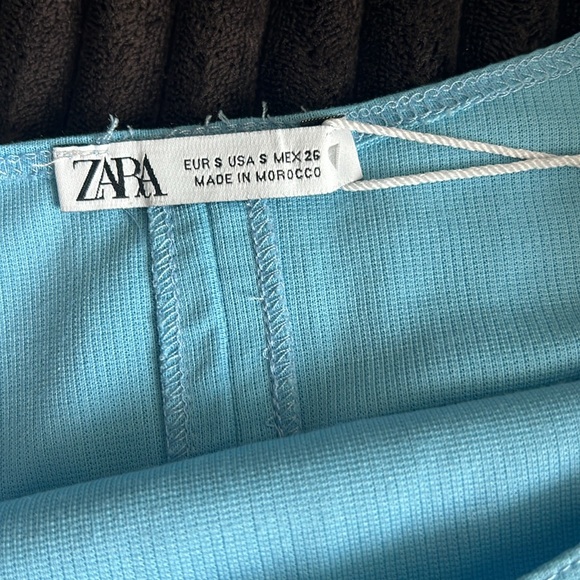 ZARA
EUR S USA S MEX 26
MADE IN MOROCCO